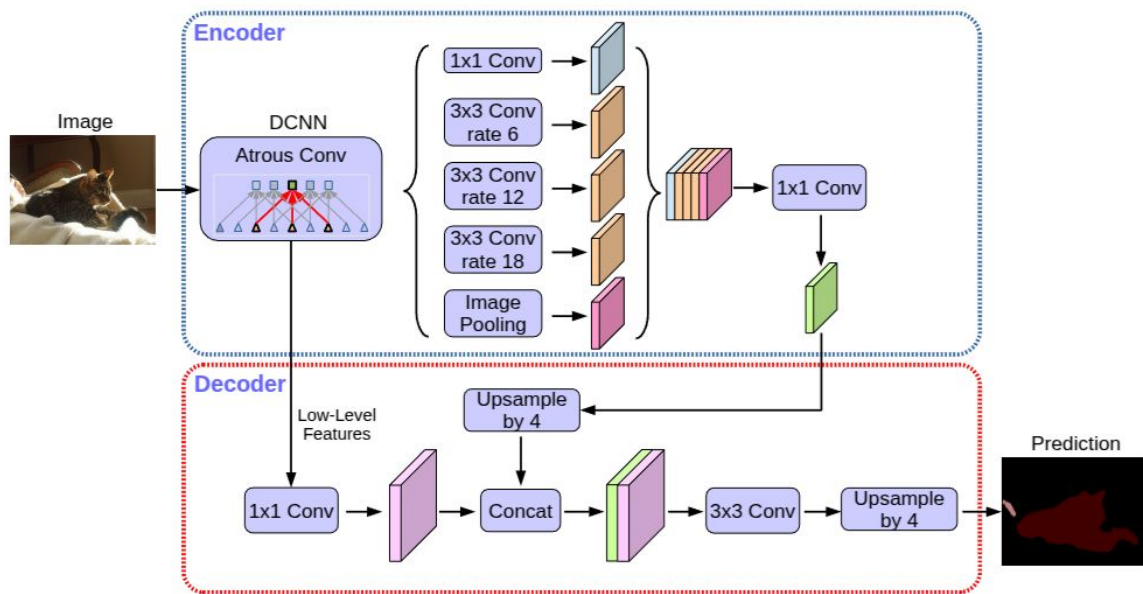 Encoder
Image
DCNN
Atrous Conv
1x1 Conv
3x3 Conv
rate 6
3x3 Conv
rate 12
3x3 Conv
rate 18
Image
Pooling
1x1 Conv
Decoder
Low-Level
Features
Upsample
by 4
1x1 Conv
Concat
3x3 Conv
Upsample
by 4
Prediction